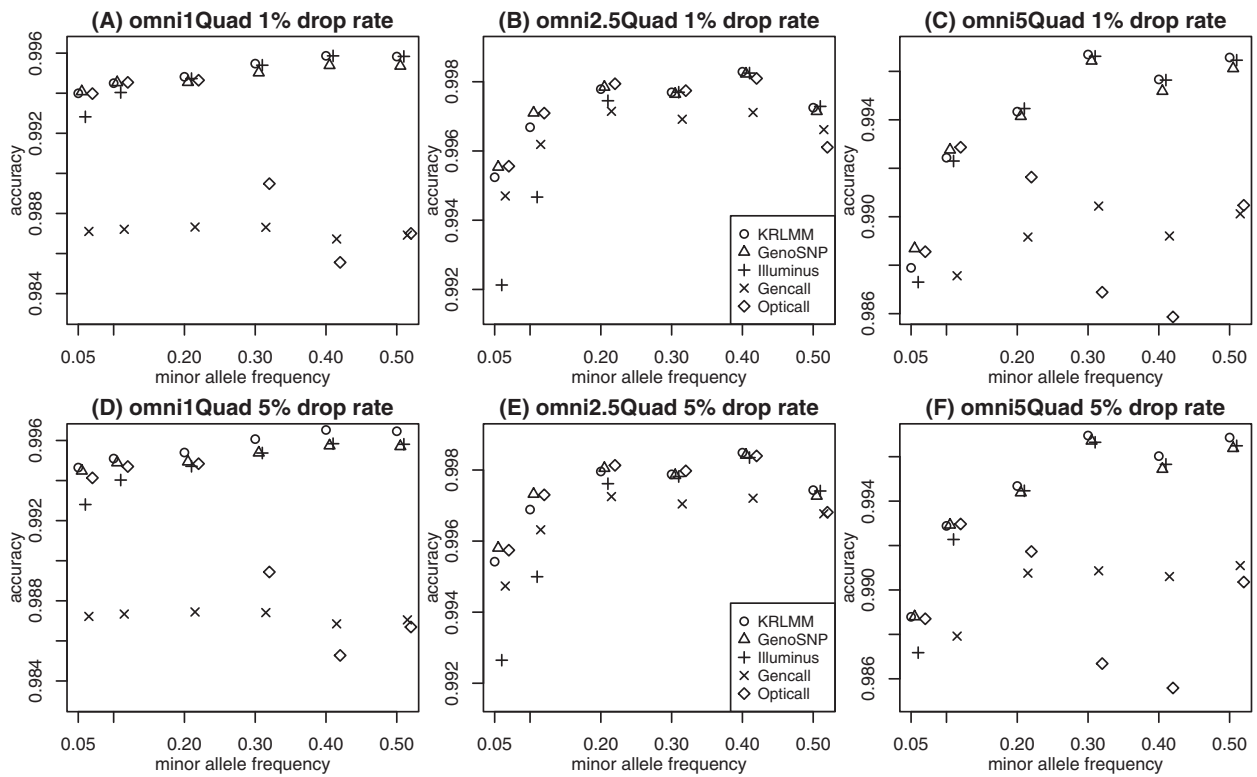 (A) omni1Quad 1% drop rate
accuracy
0.984 0.988 0.992 0.996
0.05 0.20 0.30 0.40 0.50
minor allele frequency
(B) omni2.5Quad 1% drop rate
accuracy
0.992 0.994 0.996 0.998
KRLMM
GenoSNP
Illuminus
Gencall
Opticall
0.05 0.20 0.30 0.40 0.50
minor allele frequency
(C) omni5Quad 1% drop rate
accuracy
0.986 0.990 0.994
0.05 0.20 0.30 0.40 0.50
minor allele frequency
(D) omni1Quad 5% drop rate
accuracy
0.984 0.988 0.992 0.996
0.05 0.20 0.30 0.40 0.50
minor allele frequency
(E) omni2.5Quad 5% drop rate
accuracy
0.992 0.994 0.996 0.998
KRLMM
GenoSNP
Illuminus
Gencall
Opticall
0.05 0.20 0.30 0.40 0.50
minor allele frequency
(F) omni5Quad 5% drop rate
accuracy
0.986 0.990 0.994
0.05 0.20 0.30 0.40 0.50
minor allele frequency